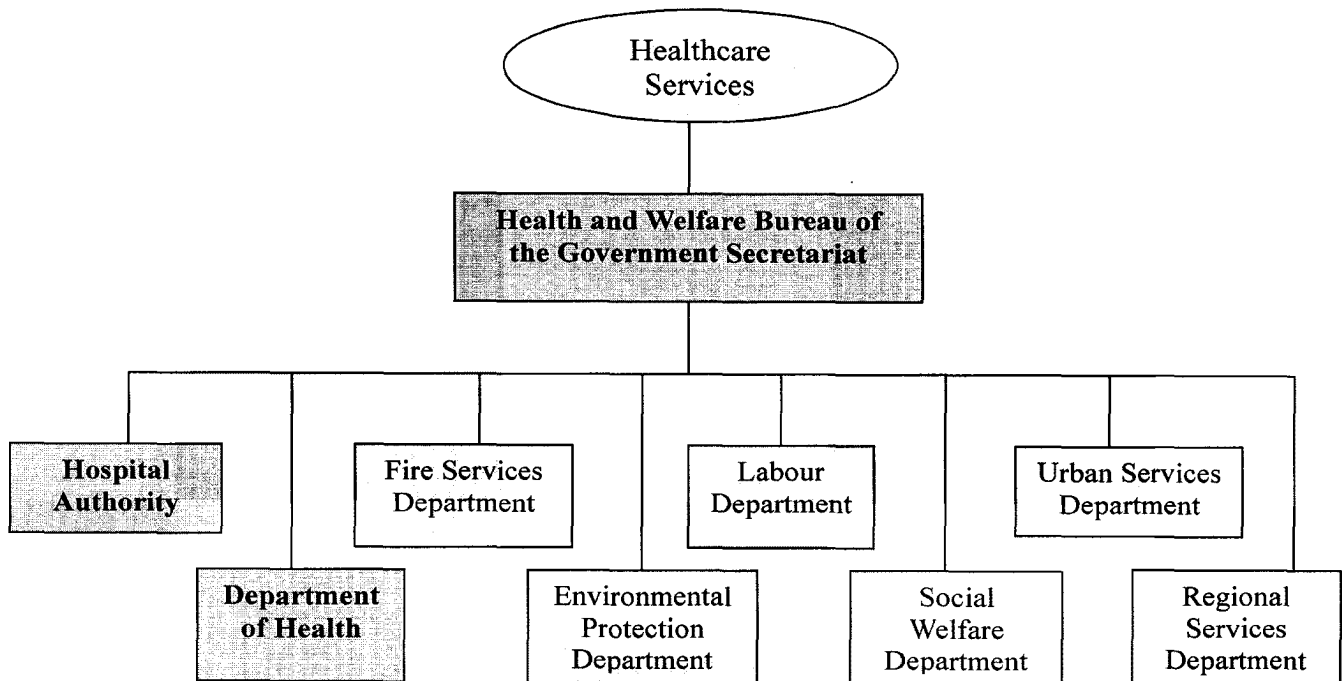 Healthcare
Services
Health and Welfare Bureau of
the Government Secretariat
Hospital
Authority
Fire Services
Department
Labour
Department
Urban Services
Department
Department
of Health
Environmental
Protection
Department
Social
Welfare
Department
Regional
Services
Department